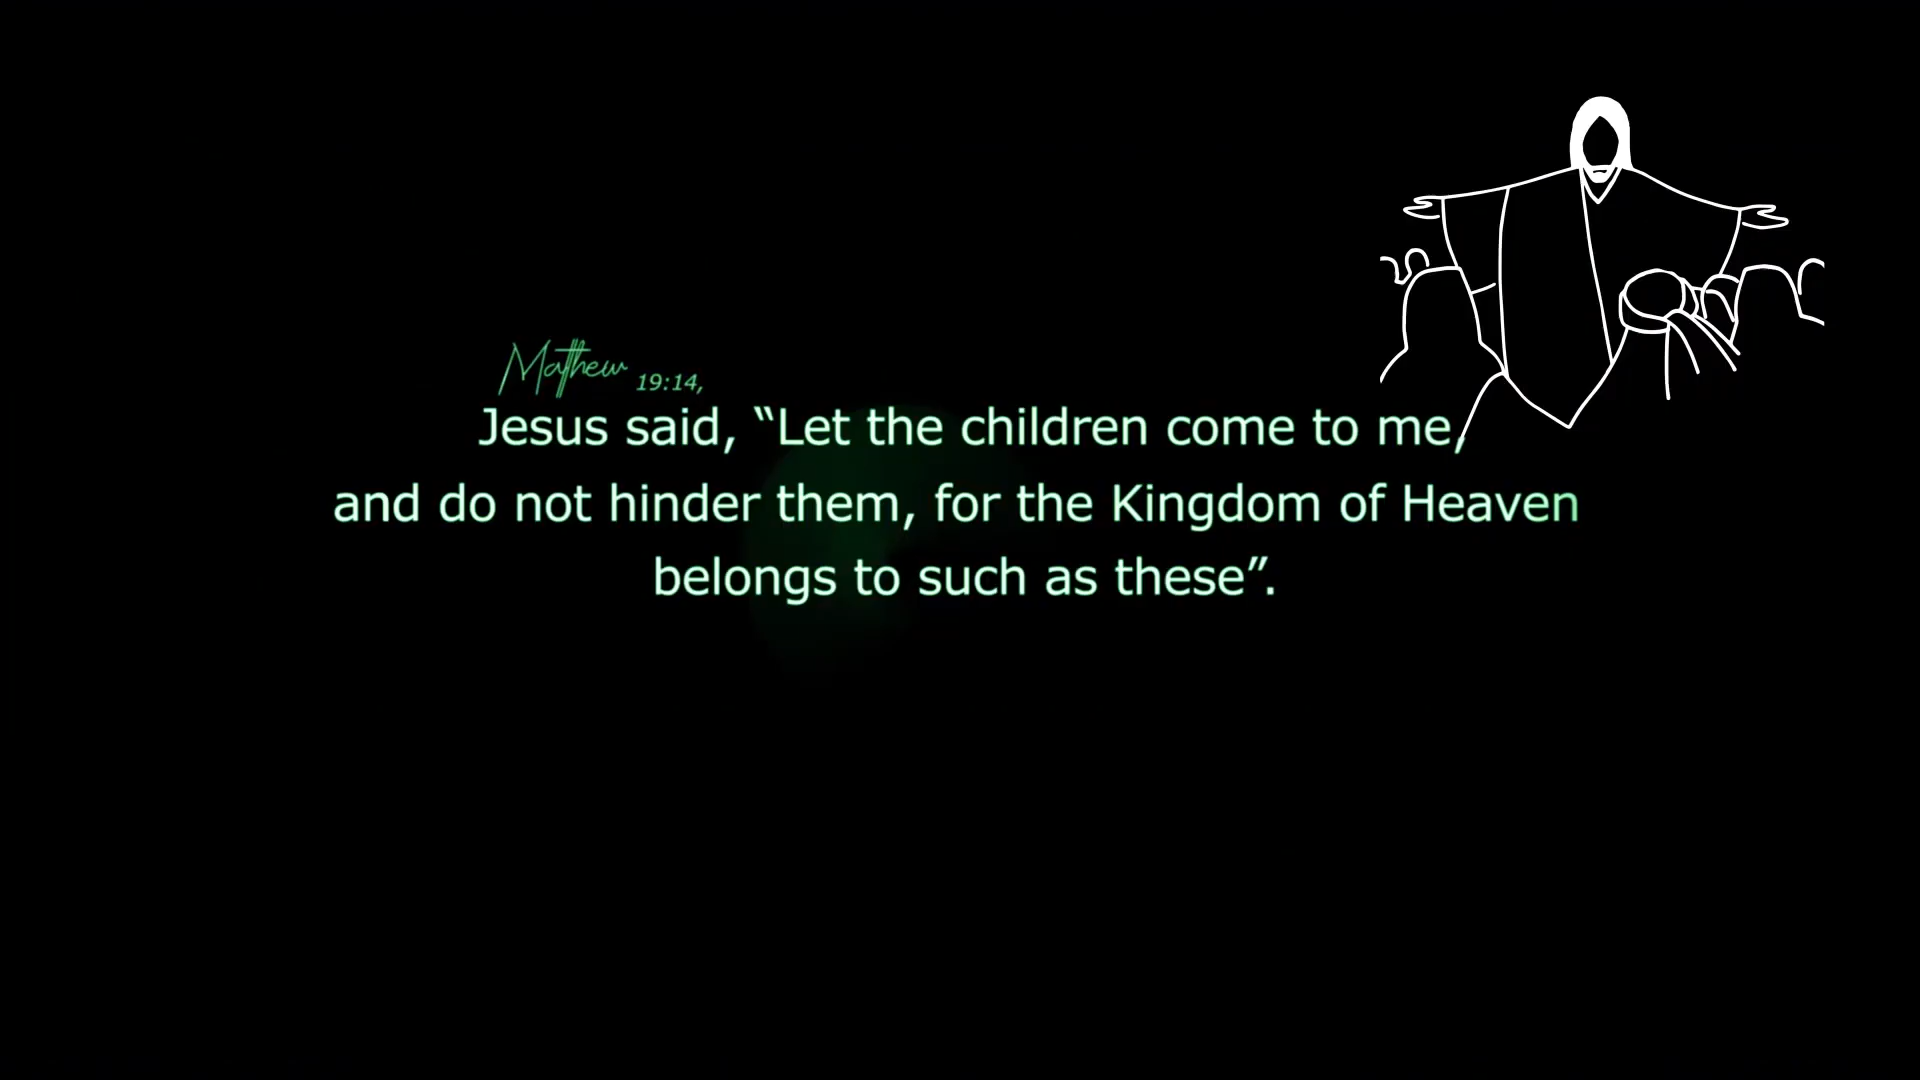 Mathew 19:14,
Jesus said, “Let the children come to me,
and do not hinder them, for the Kingdom of Heaven
belongs to such as these”.